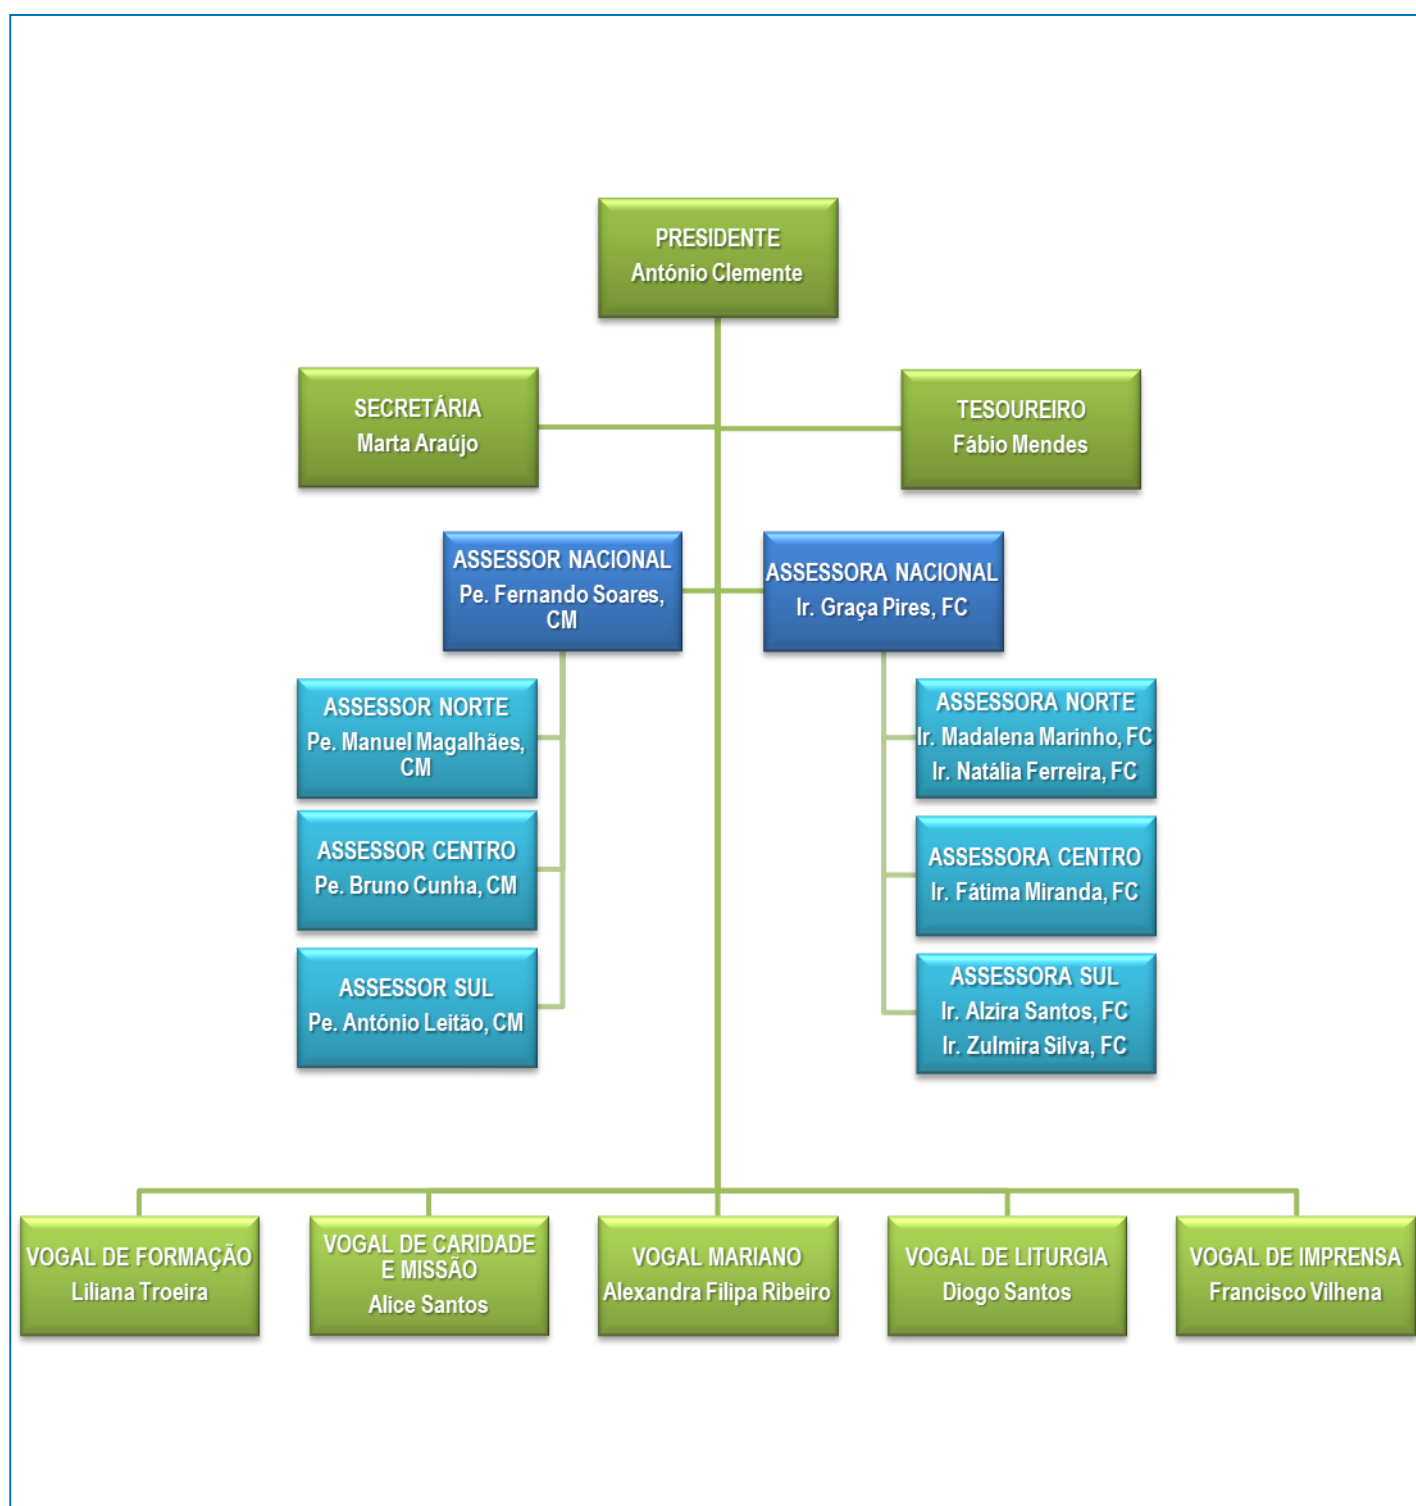 PRESIDENTE
António Clemente
SECRETÁRIA
Marta Araújo
TESOUREIRO
Fábio Mendes
ASSESSOR NACIONAL
Pe. Fernando Soares,
CM
ASSESSORA NACIONAL
Ir. Graça Pires, FC
ASSESSOR NORTE
Pe. Manuel Magalhães,
CM
ASSESSORA NORTE
Ir. Madalena Marinho, FC
Ir. Natália Ferreira, FC
ASSESSOR CENTRO
Pe. Bruno Cunha, CM
ASSESSORA CENTRO
Ir. Fátima Miranda, FC
ASSESSOR SUL
Pe. António Leitão, CM
ASSESSORA SUL
Ir. Alzira Santos, FC
Ir. Zulmira Silva, FC
VOGAL DE FORMAÇÃO
Liliana Troeira
VOGAL DE CARIDADE
E MISSÃO
Alice Santos
VOGAL MARIANO
Alexandra Filipa Ribeiro
VOGAL DE LITURGIA
Diogo Santos
VOGAL DE IMPRENSA
Francisco Vilhena